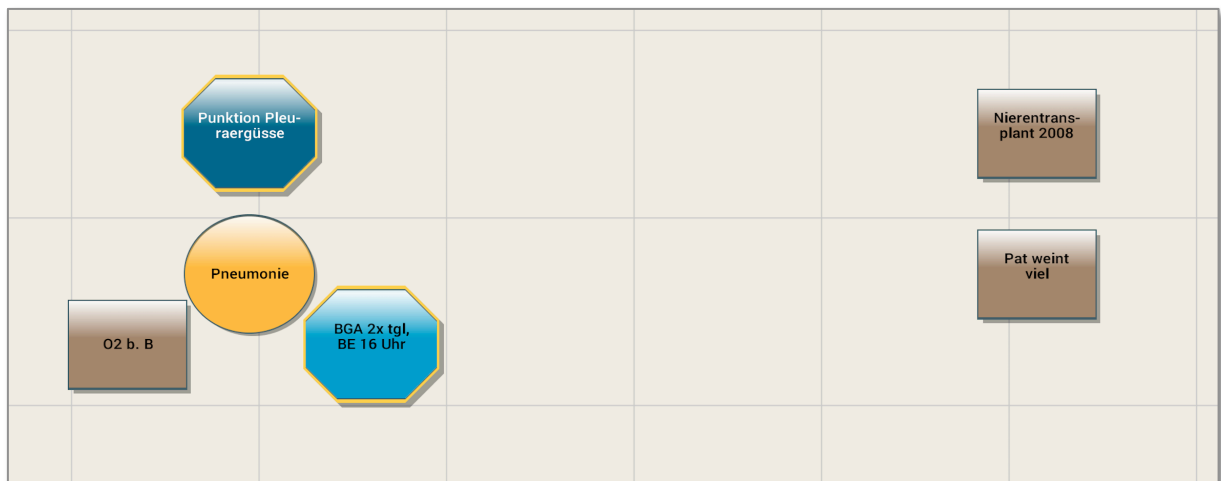 Punktion Pleu-
raergüsse
Nierentrans-
plant 2008
Pneumonie
Pat weint
viel
O2 b. B
BGA 2x tgl,
BE 16 Uhr